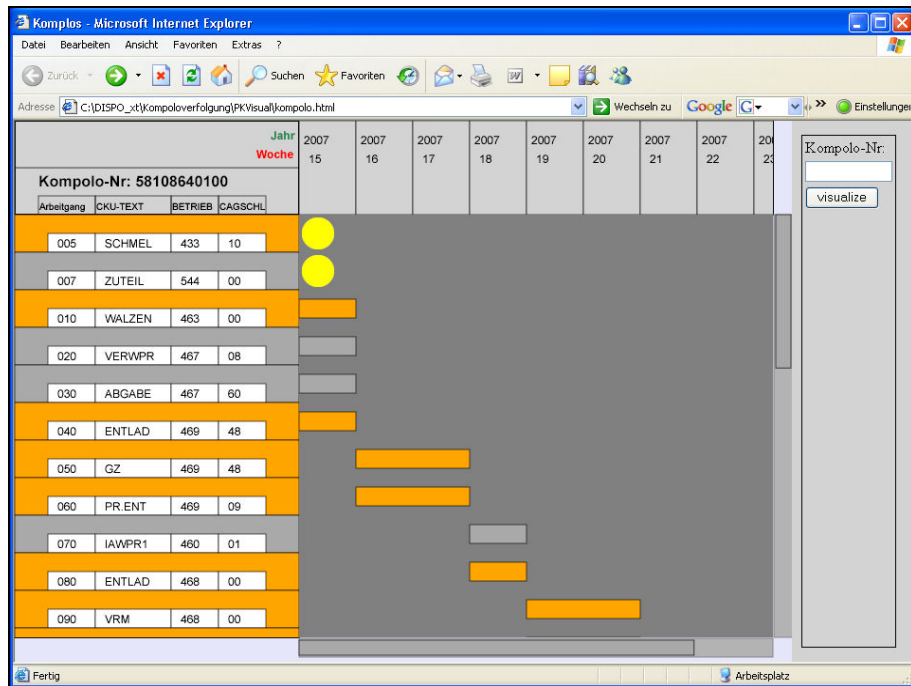 Komplos - Microsoft Internet Explorer
Datei Bearbeiten Ansicht Favoriten Extras ?
Zurück Suchen Favoriten
Adresse C:\DISPO_xt\Kompoloverfolgung\PKVisual\kompolo.html Wechseln zu Google G Einstellungen
Jahr 2007 2007 2007 2007 2007 2007 2007 2007 20
Woche 15 16 17 18 19 20 21 22 23
Kompolo-Nr:
visualize
Kompolo-Nr: 58108640100
Arbeitgang CKU-TEXT BETRIEB CAGSCHL
005 SCHMEL 433 10
007 ZUTEIL 544 00
010 WALZEN 463 00
020 VERWPR 467 08
030 ABGABE 467 60
040 ENTLAD 469 48
050 GZ 469 48
060 PR.ENT 469 09
070 IAWPR1 460 01
080 ENTLAD 468 00
090 VRM 468 00
Fertig Arbeitsplatz